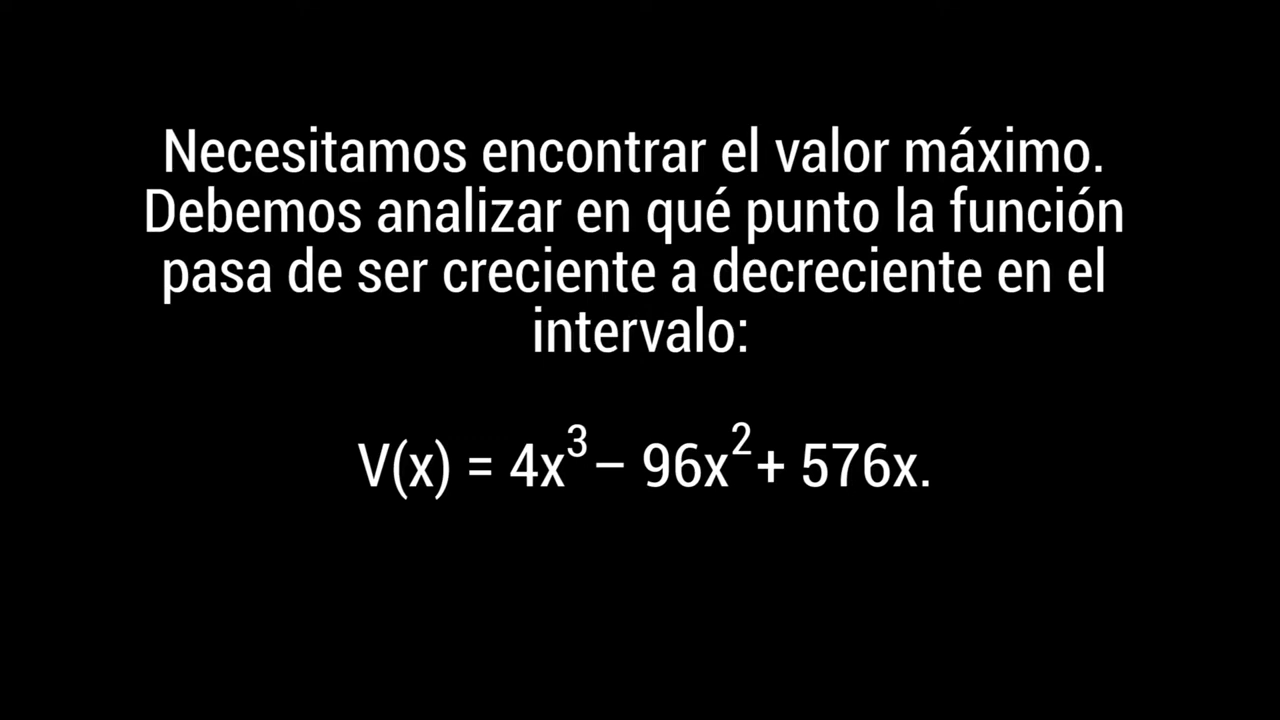 Necesitamos encontrar el valor máximo.
Debemos analizar en qué punto la función
pasa de ser creciente a decreciente en el
intervalo:
V(x) = 4x³ – 96x² + 576x.